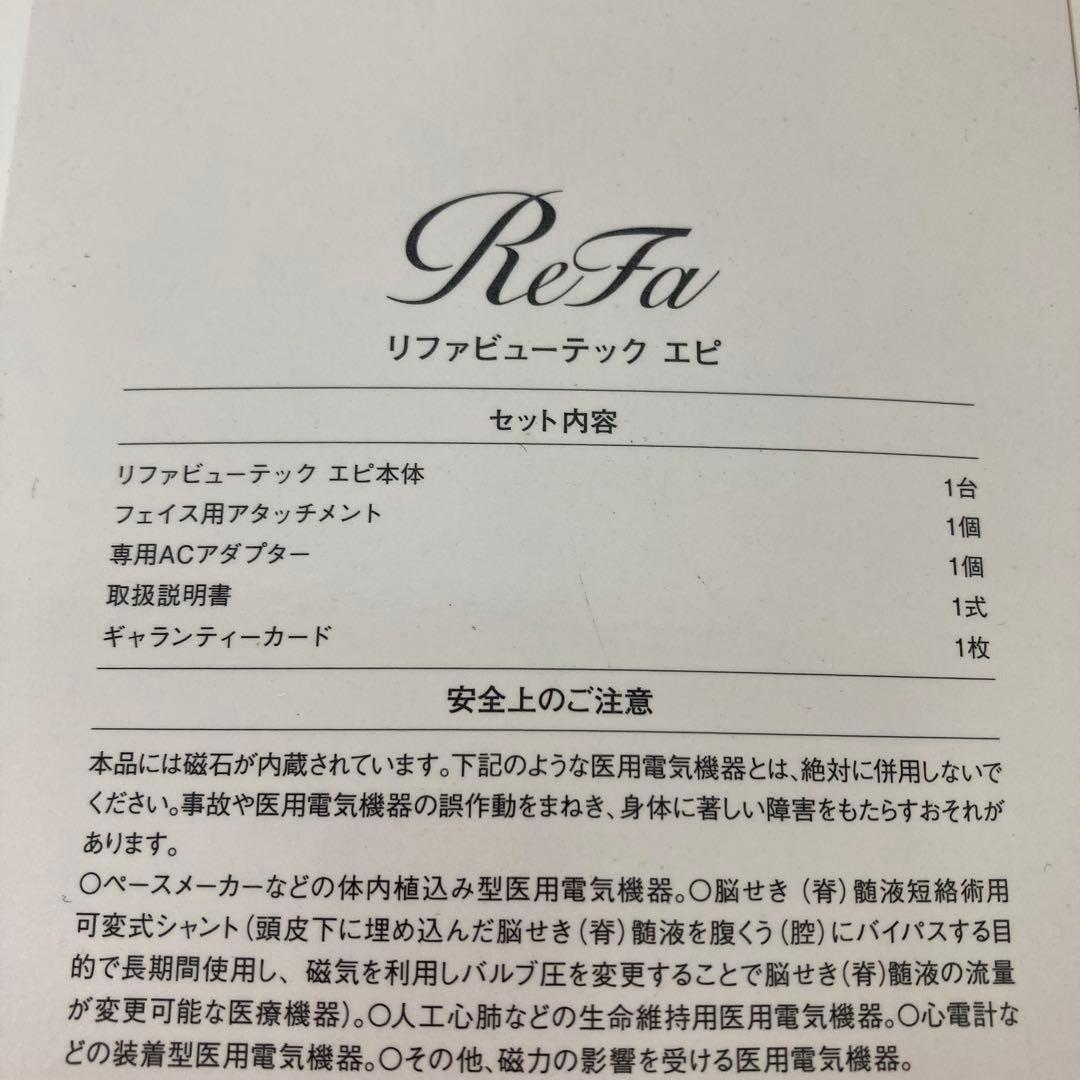 ReFa
リファビューテック エピ
セット内容
リファビューテック エピ本体 1台
フェイス用アタッチメント 1個
専用ACアダプター 1個
取扱説明書 1式
ギャランティーカード 1枚
安全上のご注意
本品には磁石が内蔵されています。下記のような医用電気機器とは、絶対に併用しないで
ください。事故や医用電気機器の誤作動をまねき、身体に著しい障害をもたらすおそれが
あります。
○ペースメーカーなどの体内植込み型医用電気機器。○脳せき（脊）髄液短絡術用
可変式シャント（頭皮下に埋め込んだ脳せき（脊）髄液を腹くう（腔）にバイパスする目
的で長期間使用し、磁気を利用しバルブ圧を変更することで脳せき（脊）髄液の流量
が変更可能な医療機器）。○人工心肺などの生命維持用医用電気機器。○心電計な
どの装着型医用電気機器。○その他、磁力の影響を受ける医用電気機器。